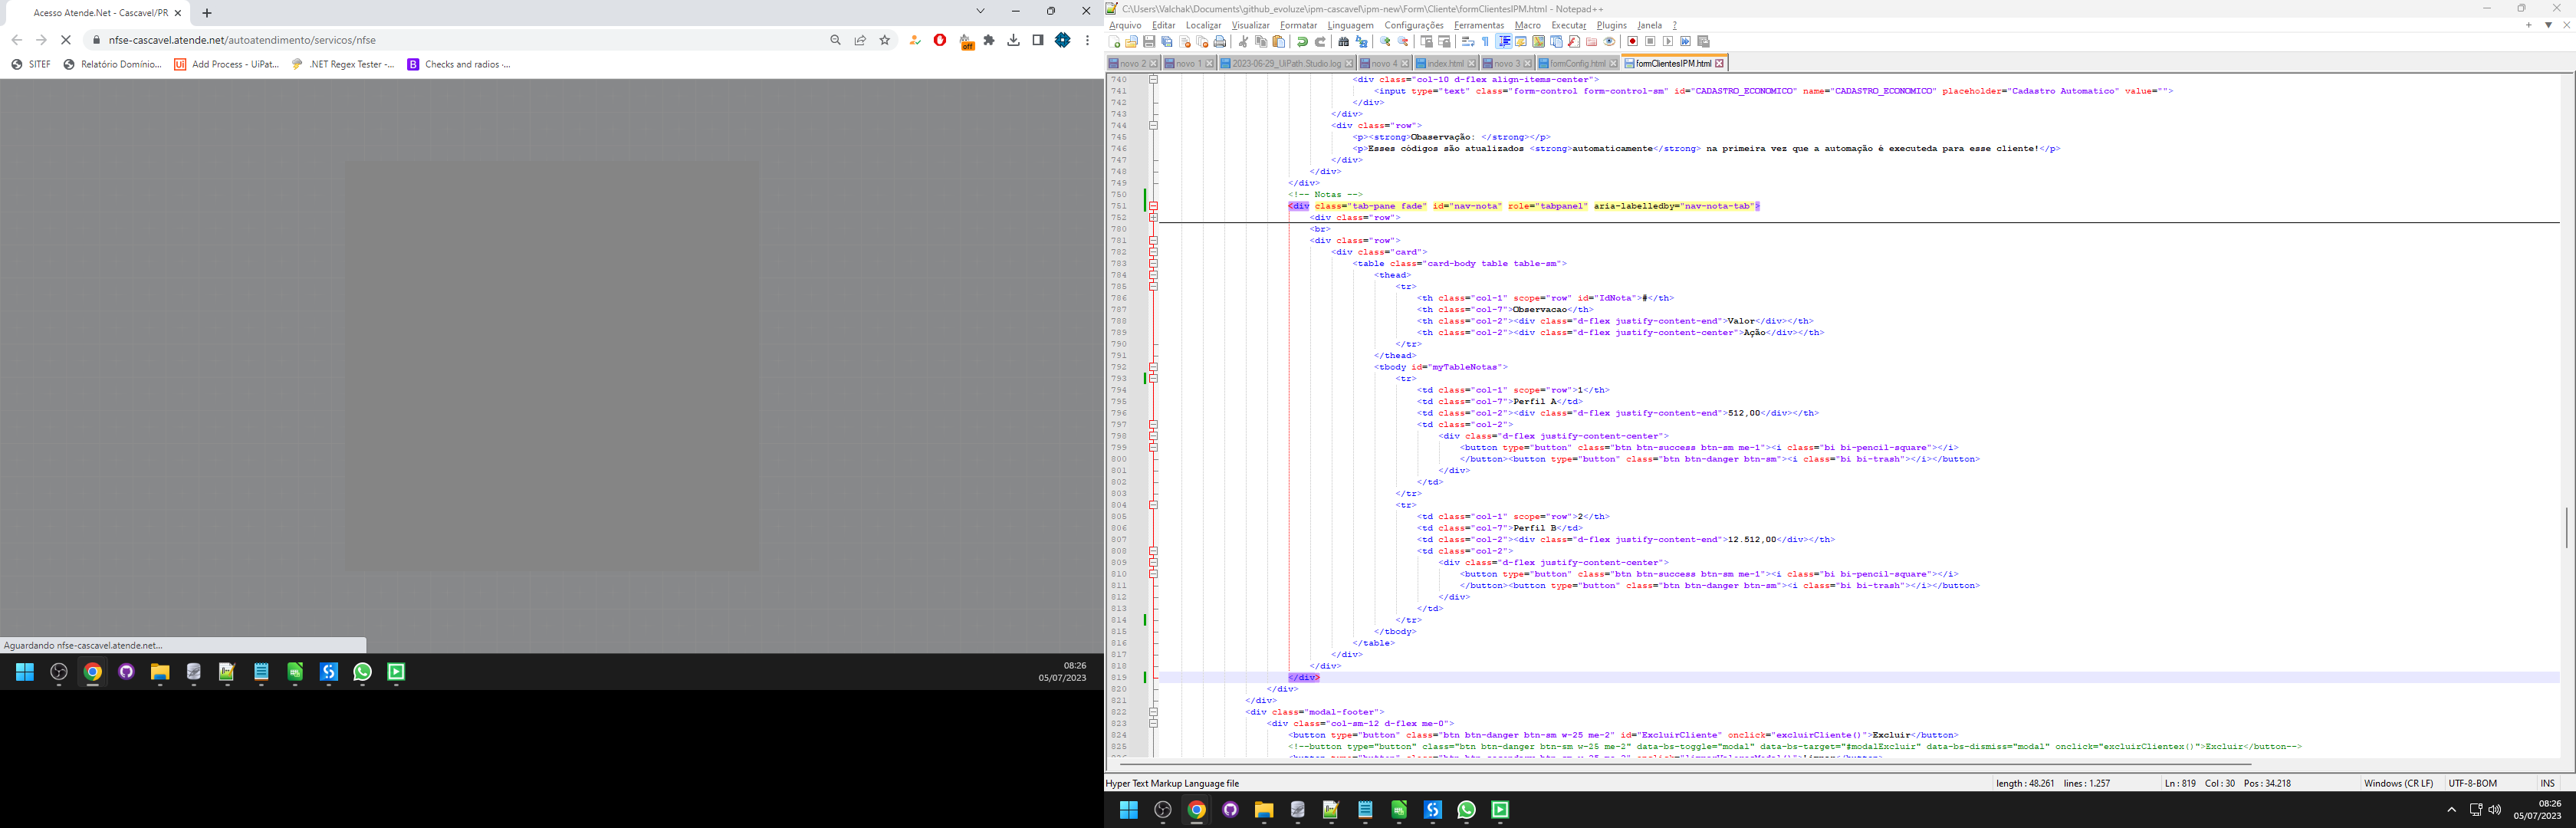 Acesso Atende.Net - Cascavel/PR
nfse-cascavel.atende.net/autoatendimento/servicos/nfse
off
SITEF
Relatório Domínio...
Add Process - UiPat...
.NET Regex Tester -...
Checks and radios ·...
Aguardando nfse-cascavel.atende.net...
08:26
05/07/2023
C:\Users\Valchak\Documents\github_evoluze\ipm-cascavel\ipm-new\Form\Cliente\formClientesIPM.html - Notepad++
Arquivo Editar Localizar Visualizar Formatar Linguagem Configurações Ferramentas Macro Executar Plugins Janela ?
novo 2 novo 1 2023-06-29_UiPath.Studio.log novo 4 index.html novo 3 formConfig.html formClientesIPM.html
740 <div class="col-10 d-flex align-items-center">
741 <input type="text" class="form-control form-control-sm" id="CADASTRO_ECONOMICO" name="CADASTRO_ECONOMICO" placeholder="Cadastro Automatico" value="">
742 </div>
743 </div>
744 <div class="row">
745 <p><strong>Obaservação: </strong></p>
746 <p>Esses códigos são atualizados <strong>automaticamente</strong> na primeira vez que a automação é executeda para esse cliente!</p>
747 </div>
748 </div>
749 </div>
750 <!-- Notas -->
751 <div class="tab-pane fade" id="nav-nota" role="tabpanel" aria-labelledby="nav-nota-tab">
752 <div class="row">
780 <br>
781 <div class="row">
782 <div class="card">
783 <table class="card-body table table-sm">
784 <thead>
785 <tr>
786 <th class="col-1" scope="row" id="IdNota">#</th>
787 <th class="col-7">Observacao</th>
788 <th class="col-2"><div class="d-flex justify-content-end">Valor</div></th>
789 <th class="col-2"><div class="d-flex justify-content-center">Ação</div></th>
790 </tr>
791 </thead>
792 <tbody id="myTableNotas">
793 <tr>
794 <td class="col-1" scope="row">1</th>
795 <td class="col-7">Perfil A</td>
796 <td class="col-2"><div class="d-flex justify-content-end">512,00</div></th>
797 <td class="col-2">
798 <div class="d-flex justify-content-center">
799 <button type="button" class="btn btn-success btn-sm me-1"><i class="bi bi-pencil-square"></i>
800 </button><button type="button" class="btn btn-danger btn-sm"><i class="bi bi-trash"></i></button>
801 </div>
802 </td>
803 </tr>
804 <tr>
805 <td class="col-1" scope="row">2</th>
806 <td class="col-7">Perfil B</td>
807 <td class="col-2"><div class="d-flex justify-content-end">12.512,00</div></th>
808 <td class="col-2">
809 <div class="d-flex justify-content-center">
810 <button type="button" class="btn btn-success btn-sm me-1"><i class="bi bi-pencil-square"></i>
811 </button><button type="button" class="btn btn-danger btn-sm"><i class="bi bi-trash"></i></button>
812 </div>
813 </td>
814 </tr>
815 </tbody>
816 </table>
817 </div>
818 </div>
819 </div>
820 </div>
821 </div>
822 <div class="modal-footer">
823 <div class="col-sm-12 d-flex me-0">
824 <button type="button" class="btn btn-danger btn-sm w-25 me-2" id="ExcluirCliente" onclick="excluirCliente()">Excluir</button>
825 <!--button type="button" class="btn btn-danger btn-sm w-25 me-2" data-bs-toggle="modal" data-bs-target="#modalExcluir" data-bs-dismiss="modal" onclick="excluirClientex()">Excluir</button-->
Hyper Text Markup Language file length : 48.261 lines : 1.257 Ln : 819 Col : 30 Pos : 34.218 Windows (CR LF) UTF-8-BOM INS
08:26
05/07/2023